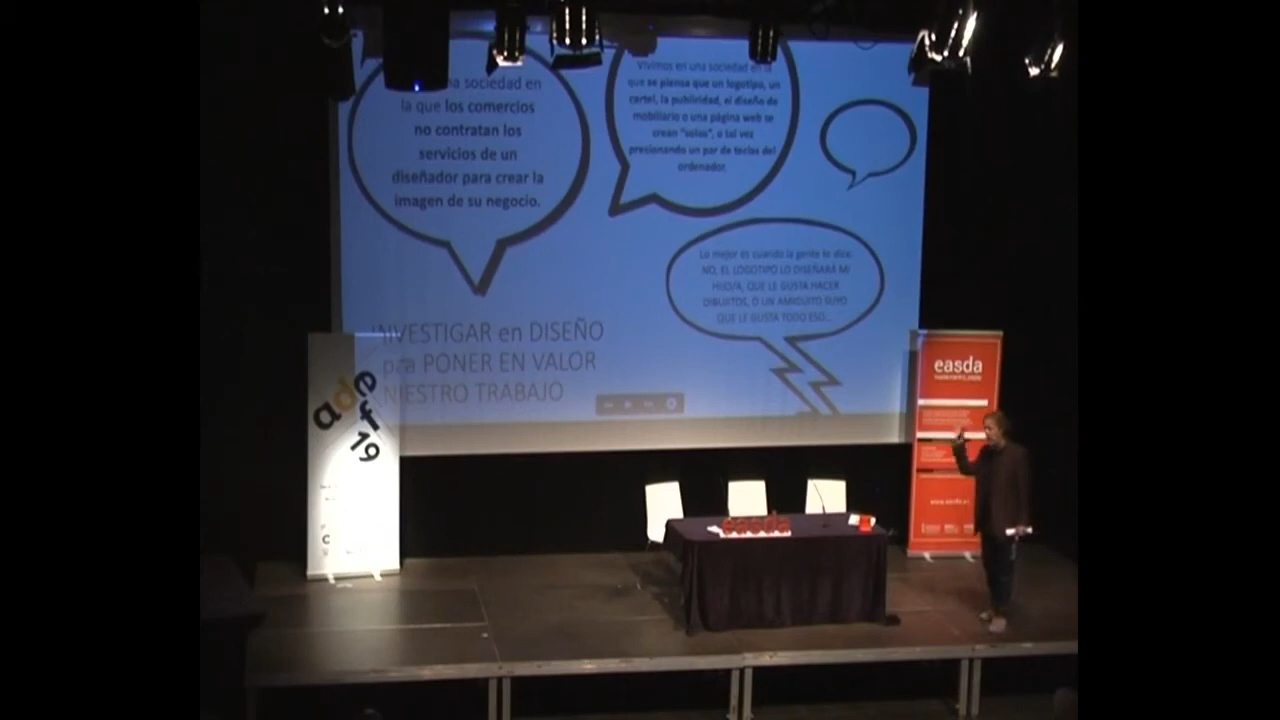 na sociedad en
la que los comercios
no contratan los
servicios de un
diseñador para crear la
imagen de su negocio.
Vivimos en una sociedad en la
que se piensa que un logotipo, un
cartel, la publicidad, el diseño de
mobiliario o una página web se
crean "solos", o tal vez
presionando un par de teclas del
ordenador.
Lo mejor es cuando la gente te dice:
NO, EL LOGOTIPO LO DISEÑARÁ MI
HIJO/A, QUE LE GUSTA HACER
DIBUJITOS, O UN AMIGUITO SUYO
QUE LE GUSTA TODO ESO...
INVESTIGAR en DISEÑO
para PONER EN VALOR
NUESTRO TRABAJO
adef
19
easda
easda